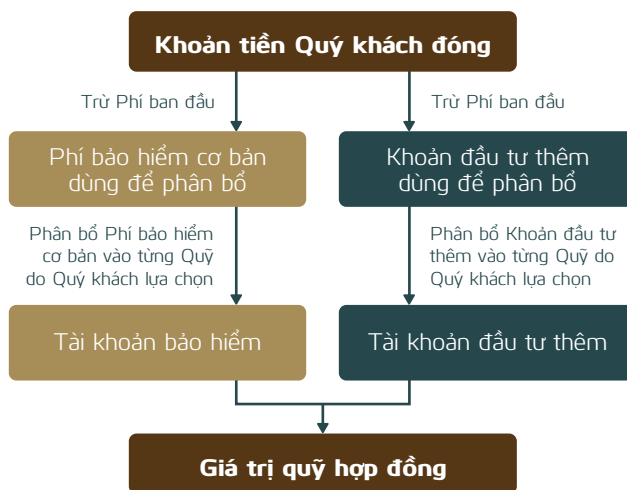 Khoản tiền Quý khách đóng
Trừ Phí ban đầu
Trừ Phí ban đầu
Phí bảo hiểm cơ bản
dùng để phân bổ
Khoản đầu tư thêm
dùng để phân bổ
Phân bổ Phí bảo hiểm
cơ bản vào từng Quỹ
do Quý khách lựa chọn
Phân bổ Khoản đầu tư
thêm vào từng Quỹ do
Quý khách lựa chọn
Tài khoản bảo hiểm
Tài khoản đầu tư thêm
Giá trị quỹ hợp đồng